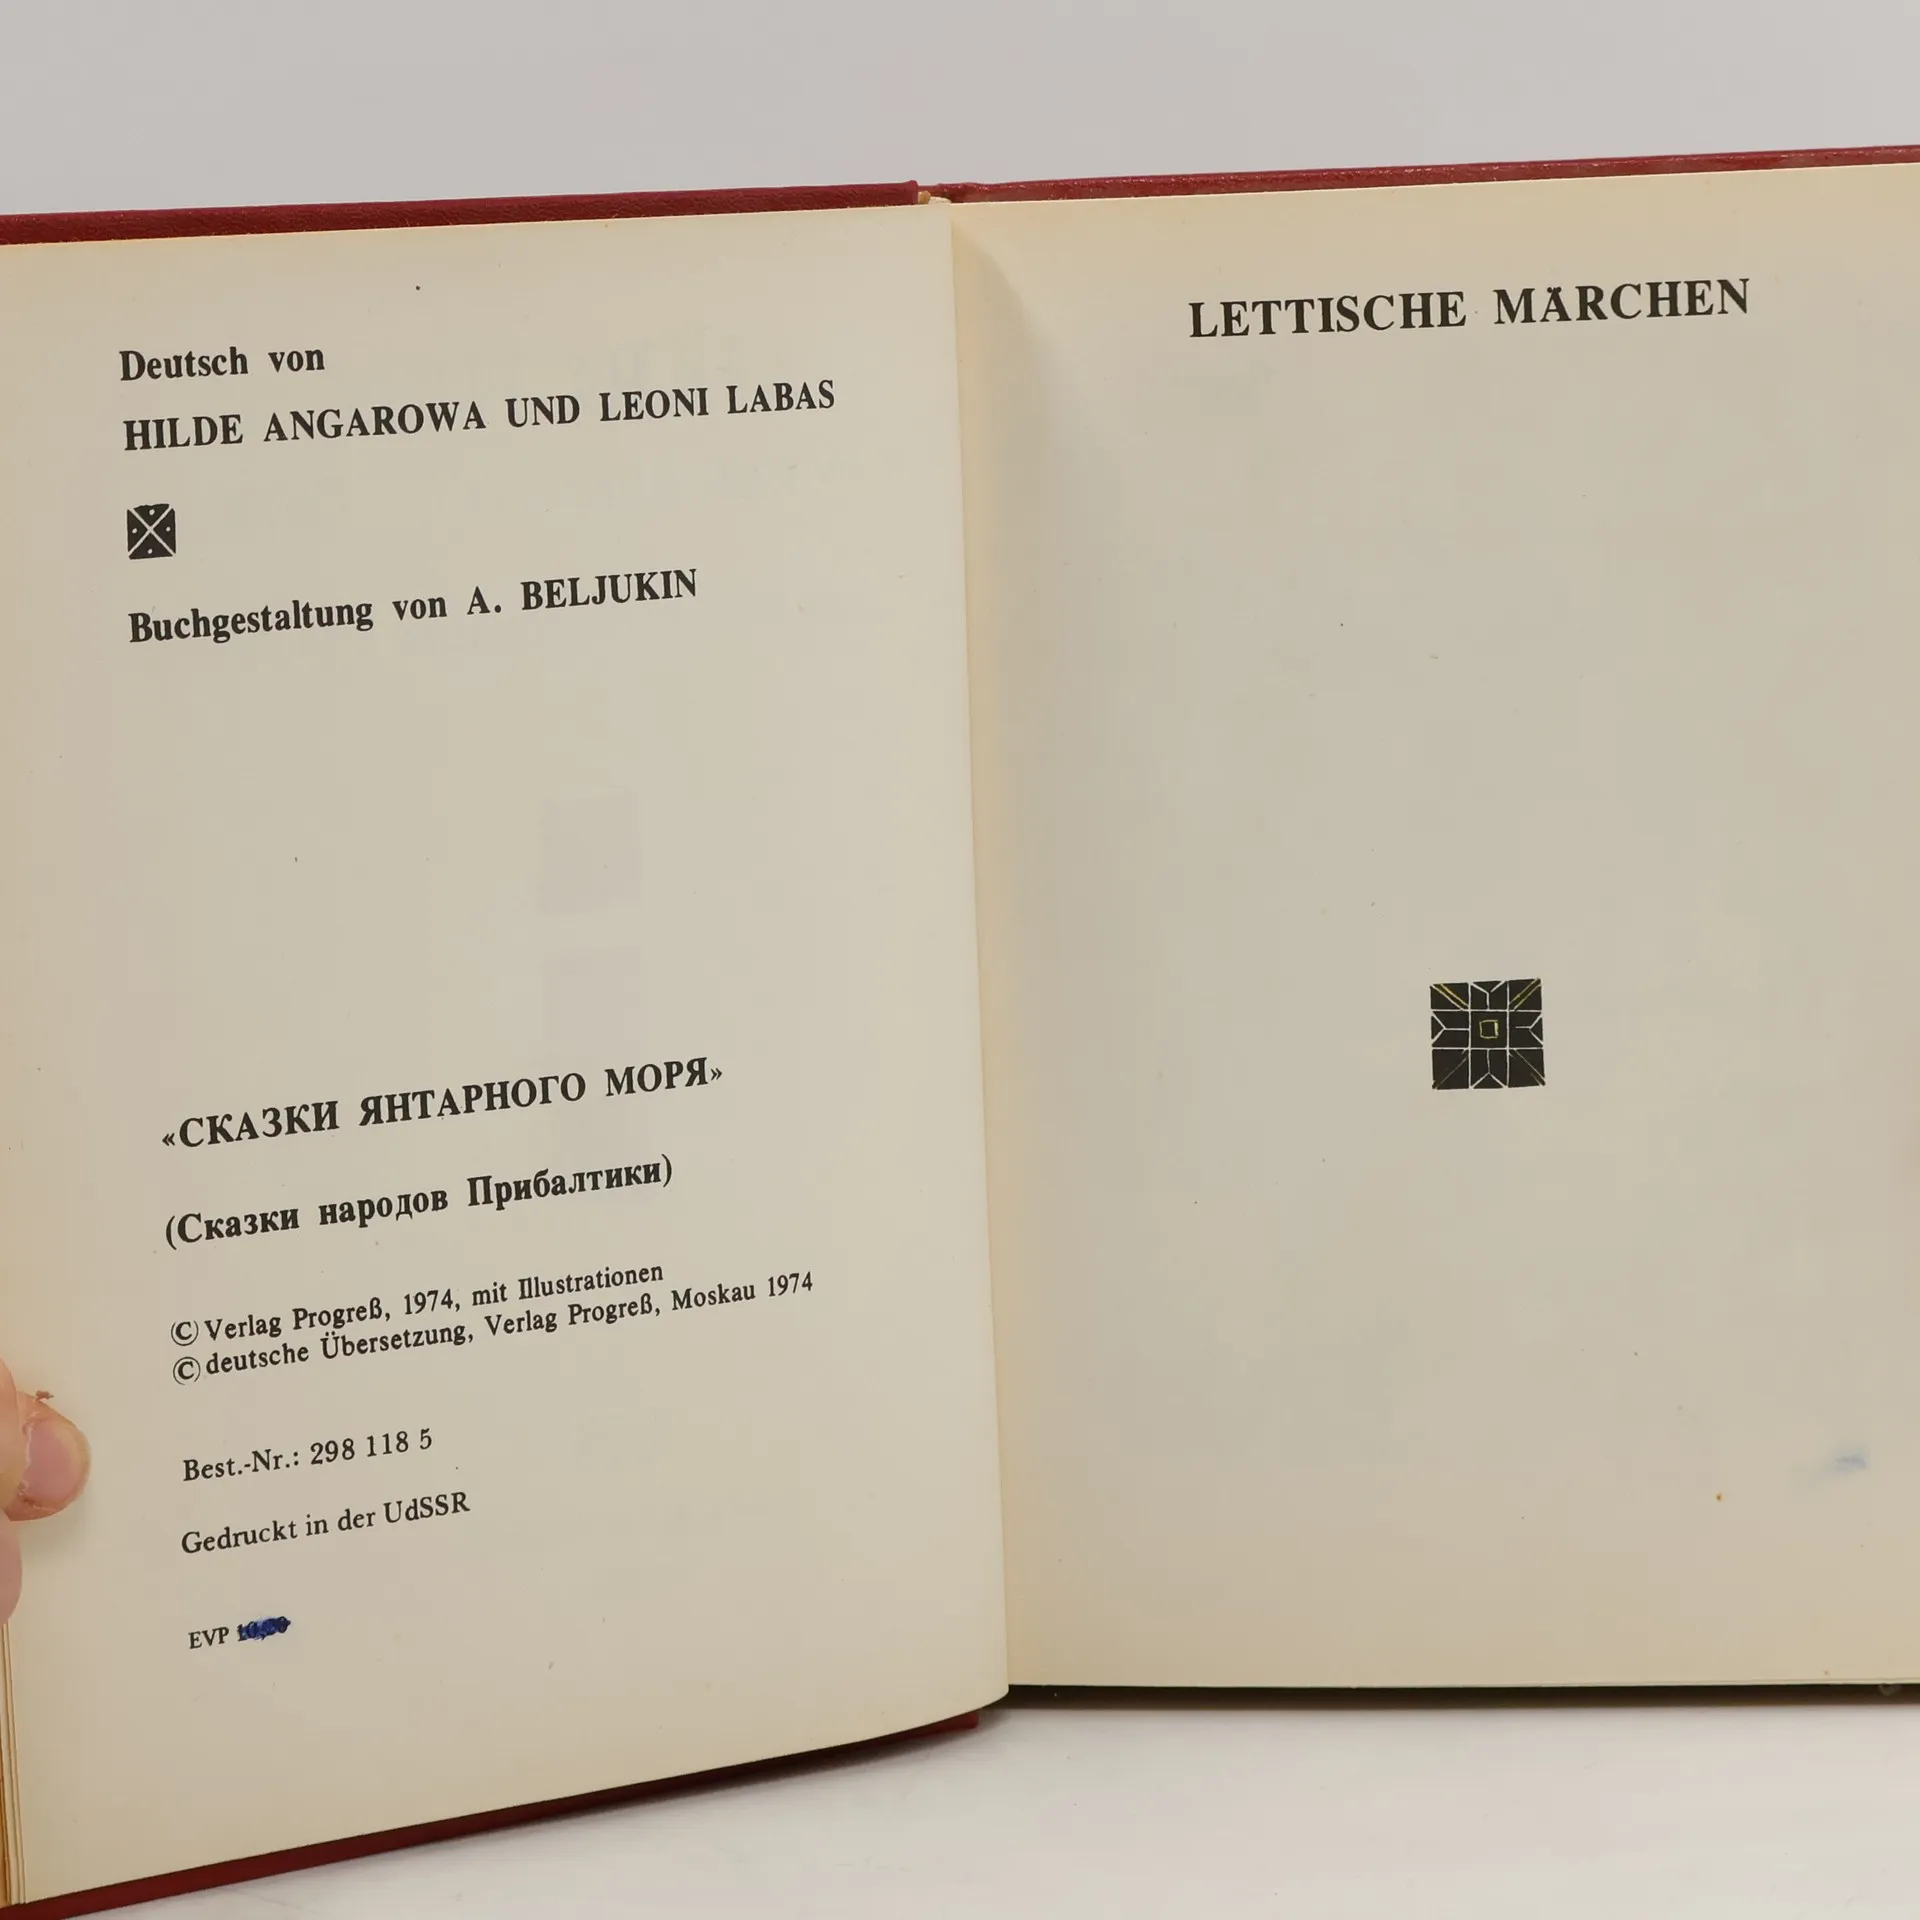 Deutsch von
HILDE ANGAROWA UND LEONI LABAS
Buchgestaltung von A. BELJUKIN
«СКАЗКИ ЯНТАРНОГО МОРЯ»
(Сказки народов Прибалтики)
© Verlag Progreß, 1974, mit Illustrationen
© deutsche Übersetzung, Verlag Progreß, Moskau 1974
Best.-Nr.: 298 118 5
Gedruckt in der UdSSR
EVP
LETTISCHE MÄRCHEN